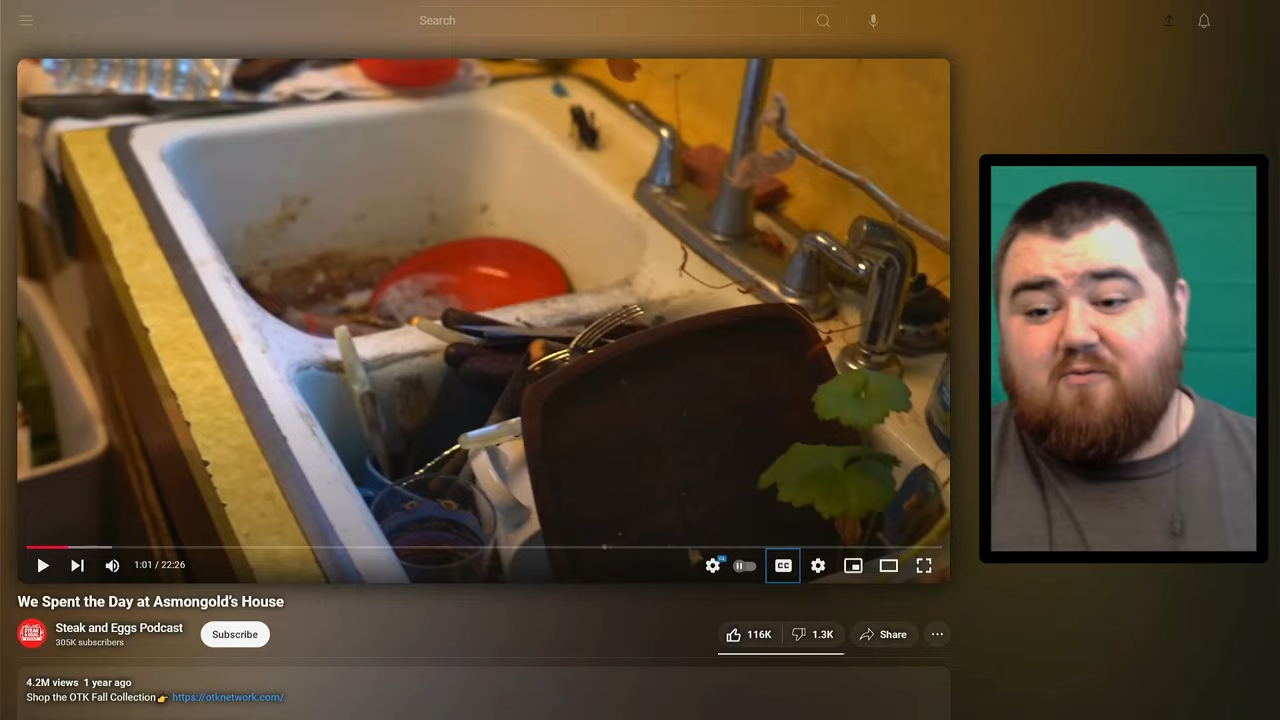 Search
1:01 / 22:26
CC
We Spent the Day at Asmongold's House
Steak and Eggs Podcast
305K subscribers
Subscribe
116K
1.3K
Share
4.2M views 1 year ago
Shop the OTK Fall Collection👉 https://otknetwork.com/